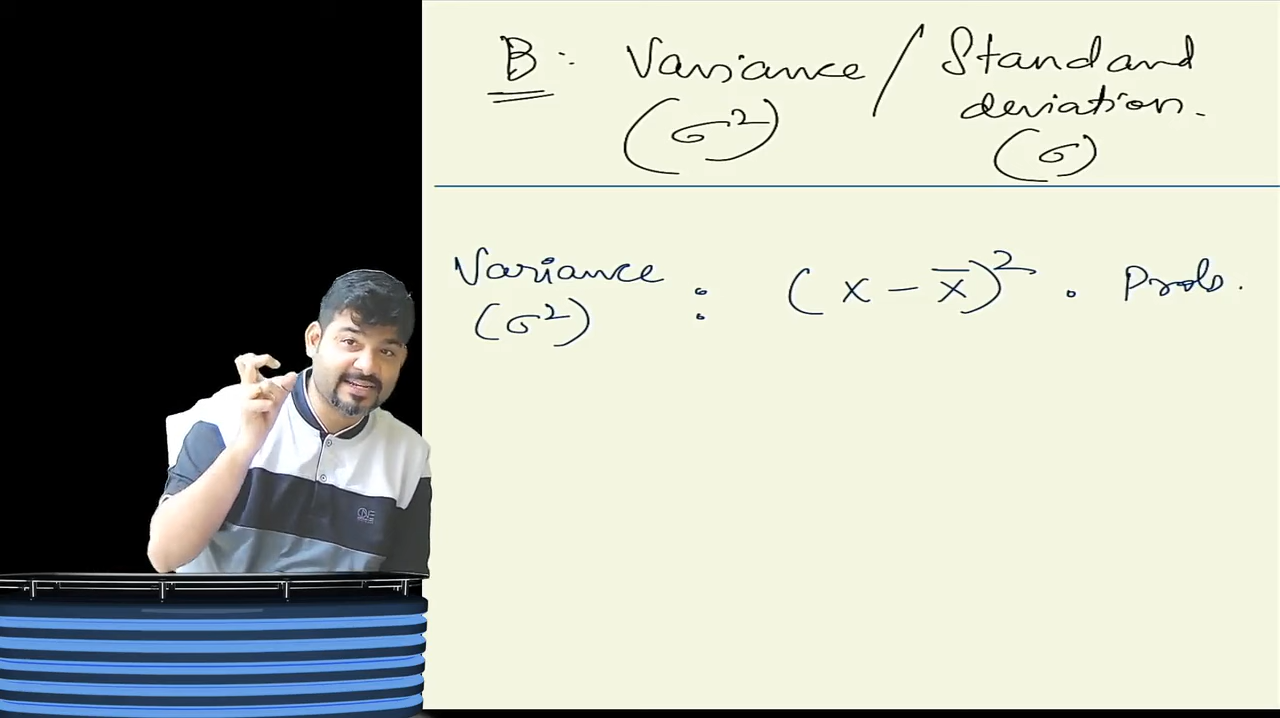 B: Variance / Standard
deviation.
(σ²) (σ)
Variance : (x - x̄)² . Prob.
(σ²)